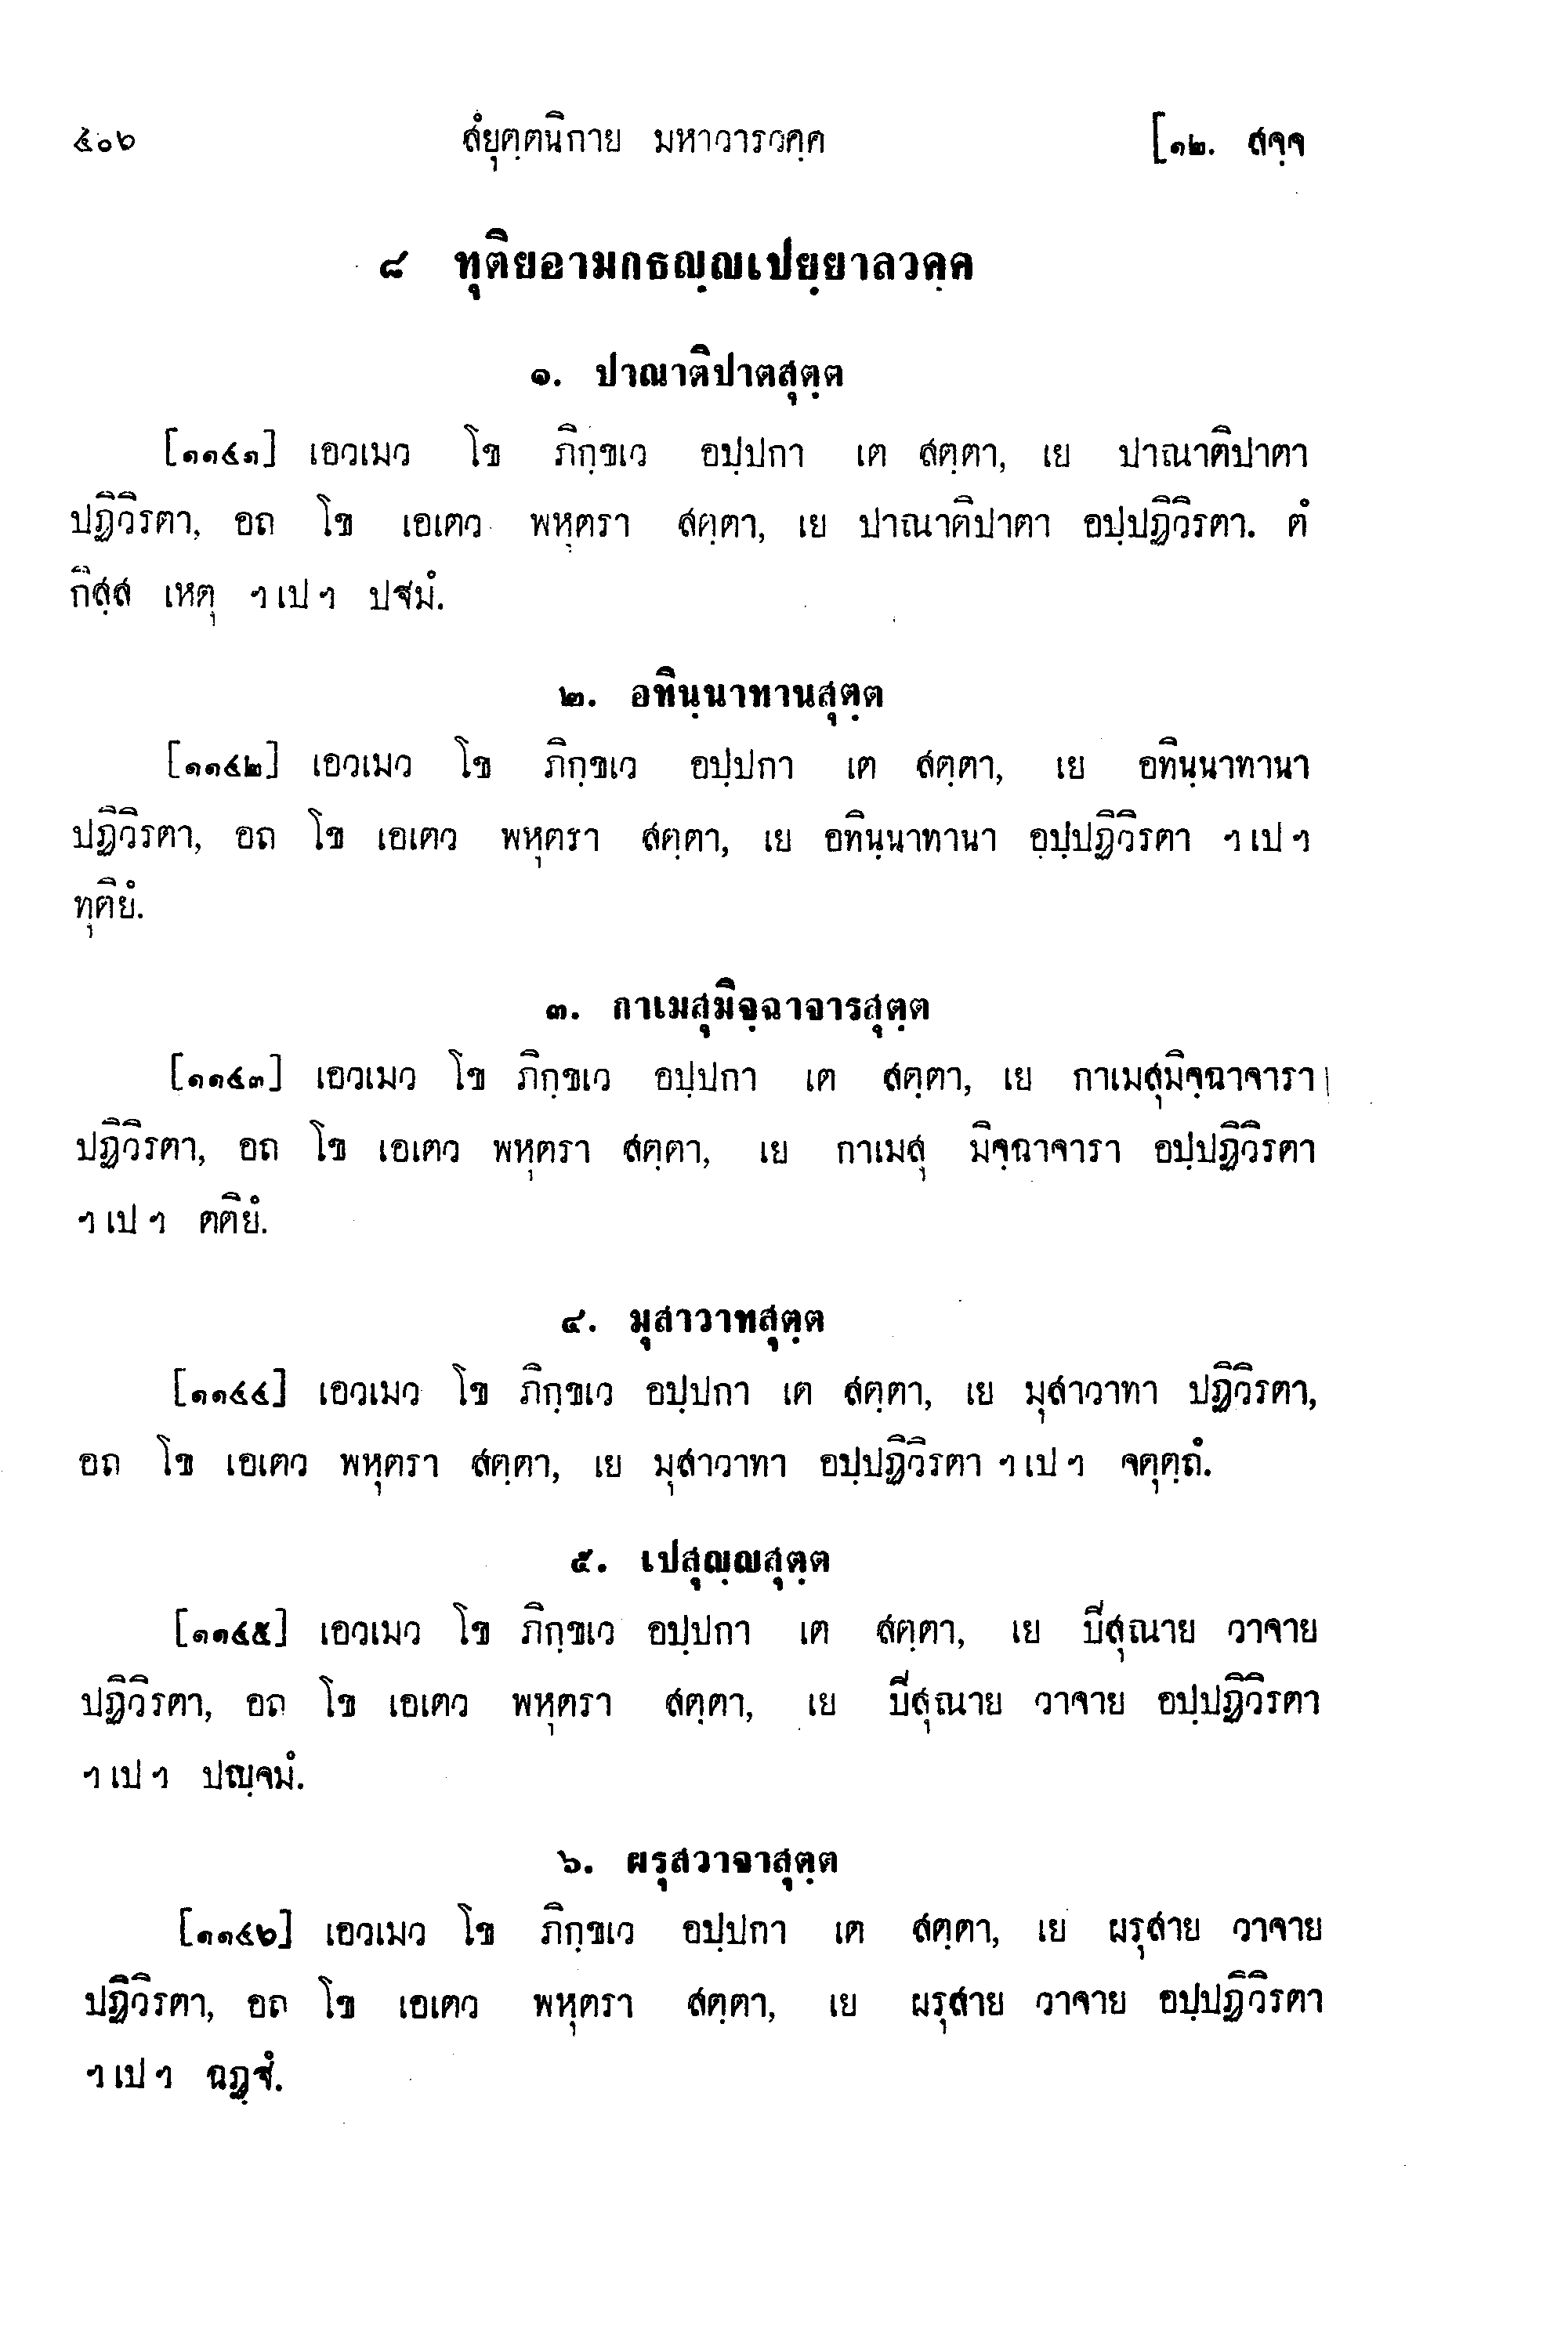 ๕๐๖ สํยุตฺตนิกาย มหาวารวคฺค [๑๒. สจฺจ
๘ ทุติยอามกธญฺญเปยฺยาลวคฺค
๑. ปาณาติปาตสุตฺต
[๑๑๔๑] เอวเมว โข ภิกฺขเว อปฺปกา เต สตฺตา, เย ปาณาติปาตา
ปฏิวิรตา, อถ โข เอเตว พหุตรา สตฺตา, เย ปาณาติปาตา อปฺปฏิวิรตา. ตํ
กิสฺส เหตุ ฯเปฯ ปฐมํ.
๒. อทินฺนาทานสุตฺต
[๑๑๔๒] เอวเมว โข ภิกฺขเว อปฺปกา เต สตฺตา, เย อทินฺนาทานา
ปฏิวิรตา, อถ โข เอเตว พหุตรา สตฺตา, เย อทินฺนาทานา อปฺปฏิวิรตา ฯเปฯ
ทุติยํ.
๓. กาเมสุมิจฺฉาจารสุตฺต
[๑๑๔๓] เอวเมว โข ภิกฺขเว อปฺปกา เต สตฺตา, เย กาเมสุมิจฺฉาจารา
ปฏิวิรตา, อถ โข เอเตว พหุตรา สตฺตา, เย กาเมสุ มิจฺฉาจารา อปฺปฏิวิรตา
ฯเปฯ ตติยํ.
๔. มุสาวาทสุตฺต
[๑๑๔๔] เอวเมว โข ภิกฺขเว อปฺปกา เต สตฺตา, เย มุสาวาทา ปฏิวิรตา,
อถ โข เอเตว พหุตรา สตฺตา, เย มุสาวาทา อปฺปฏิวิรตา ฯเปฯ จตุตฺถํ.
๕. เปสุญฺญสุตฺต
[๑๑๔๕] เอวเมว โข ภิกฺขเว อปฺปกา เต สตฺตา, เย ปิสุณาย วาจาย
ปฏิวิรตา, อถ โข เอเตว พหุตรา สตฺตา, เย ปิสุณาย วาจาย อปฺปฏิวิรตา
ฯเปฯ ปญฺจมํ.
๖. ผรุสวาจาสุตฺต
[๑๑๔๖] เอวเมว โข ภิกฺขเว อปฺปกา เต สตฺตา, เย ผรุสาย วาจาย
ปฏิวิรตา, อถ โข เอเตว พหุตรา สตฺตา, เย ผรุสาย วาจาย อปฺปฏิวิรตา
ฯเปฯ ฉฏฺฐํ.